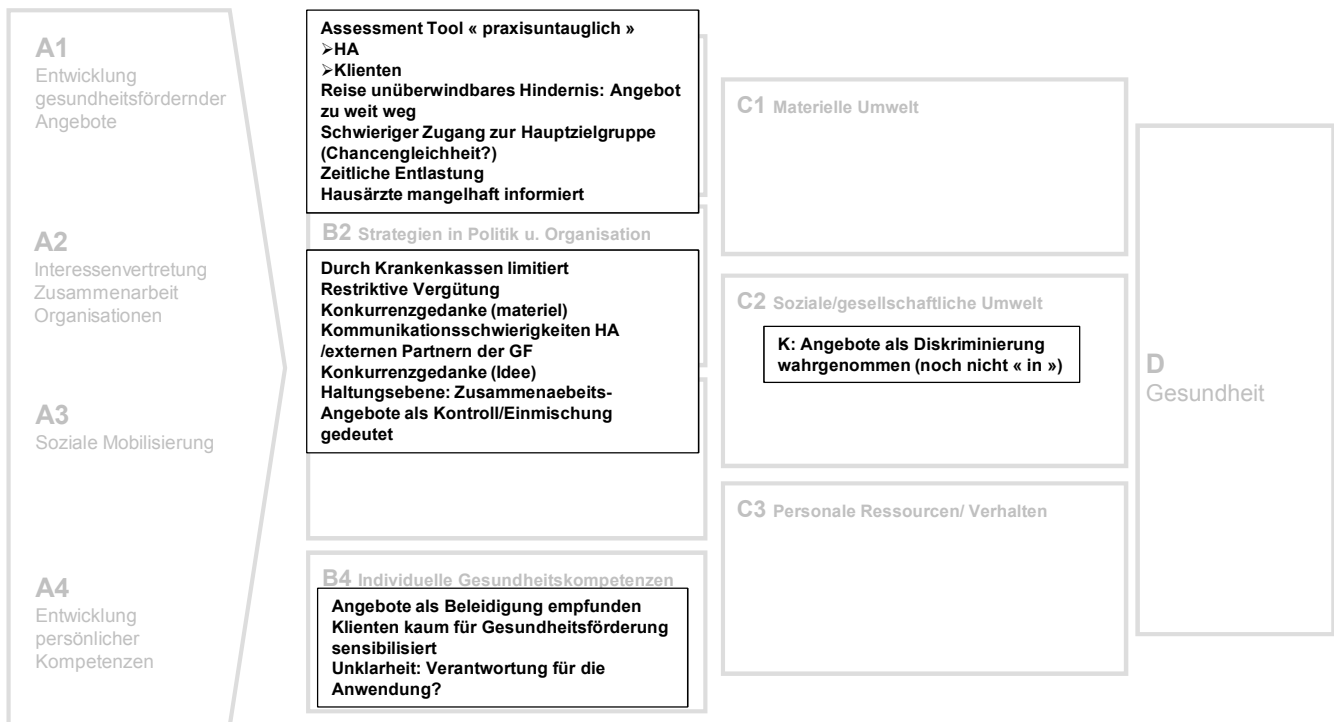 A1
Entwicklung
gesundheitsfördernder
Angebote
A2
Interessenvertretung
Zusammenarbeit
Organisationen
A3
Soziale Mobilisierung
A4
Entwicklung
persönlicher
Kompetenzen
Assessment Tool « praxisuntauglich »
➢HA
➢Klienten
Reise unüberwindbares Hindernis: Angebot
zu weit weg
Schwieriger Zugang zur Hauptzielgruppe
(Chancengleichheit?)
Zeitliche Entlastung
Hausärzte mangelhaft informiert
B2 Strategien in Politik u. Organisation
Durch Krankenkassen limitiert
Restriktive Vergütung
Konkurrenzgedanke (materiel)
Kommunikationsschwierigkeiten HA
/externen Partnern der GF
Konkurrenzgedanke (Idee)
Haltungsebene: Zusammenaebeits-
Angebote als Kontroll/Einmischung
gedeutet
B4 Individuelle Gesundheitskompetenzen
Angebote als Beleidigung empfunden
Klienten kaum für Gesundheitsförderung
sensibilisiert
Unklarheit: Verantwortung für die
Anwendung?
C1 Materielle Umwelt
C2 Soziale/gesellschaftliche Umwelt
K: Angebote als Diskriminierung
wahrgenommen (noch nicht « in »)
C3 Personale Ressourcen/ Verhalten
D
Gesundheit